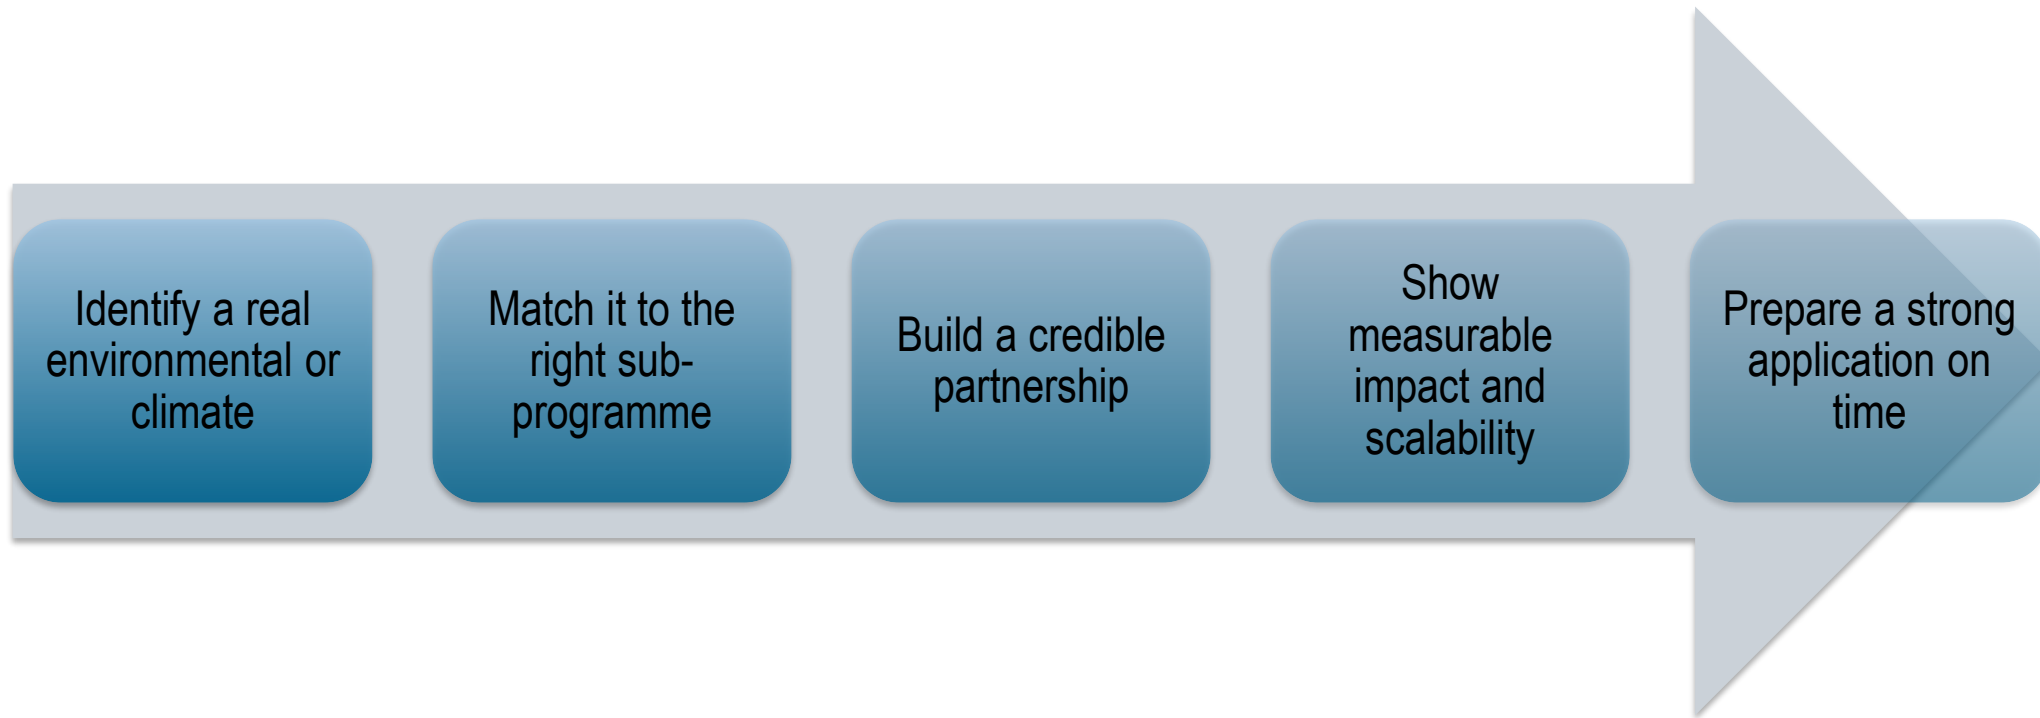 Identify a real
environmental or
climate
Match it to the
right sub-
programme
Build a credible
partnership
Show
measurable
impact and
scalability
Prepare a strong
application on
time